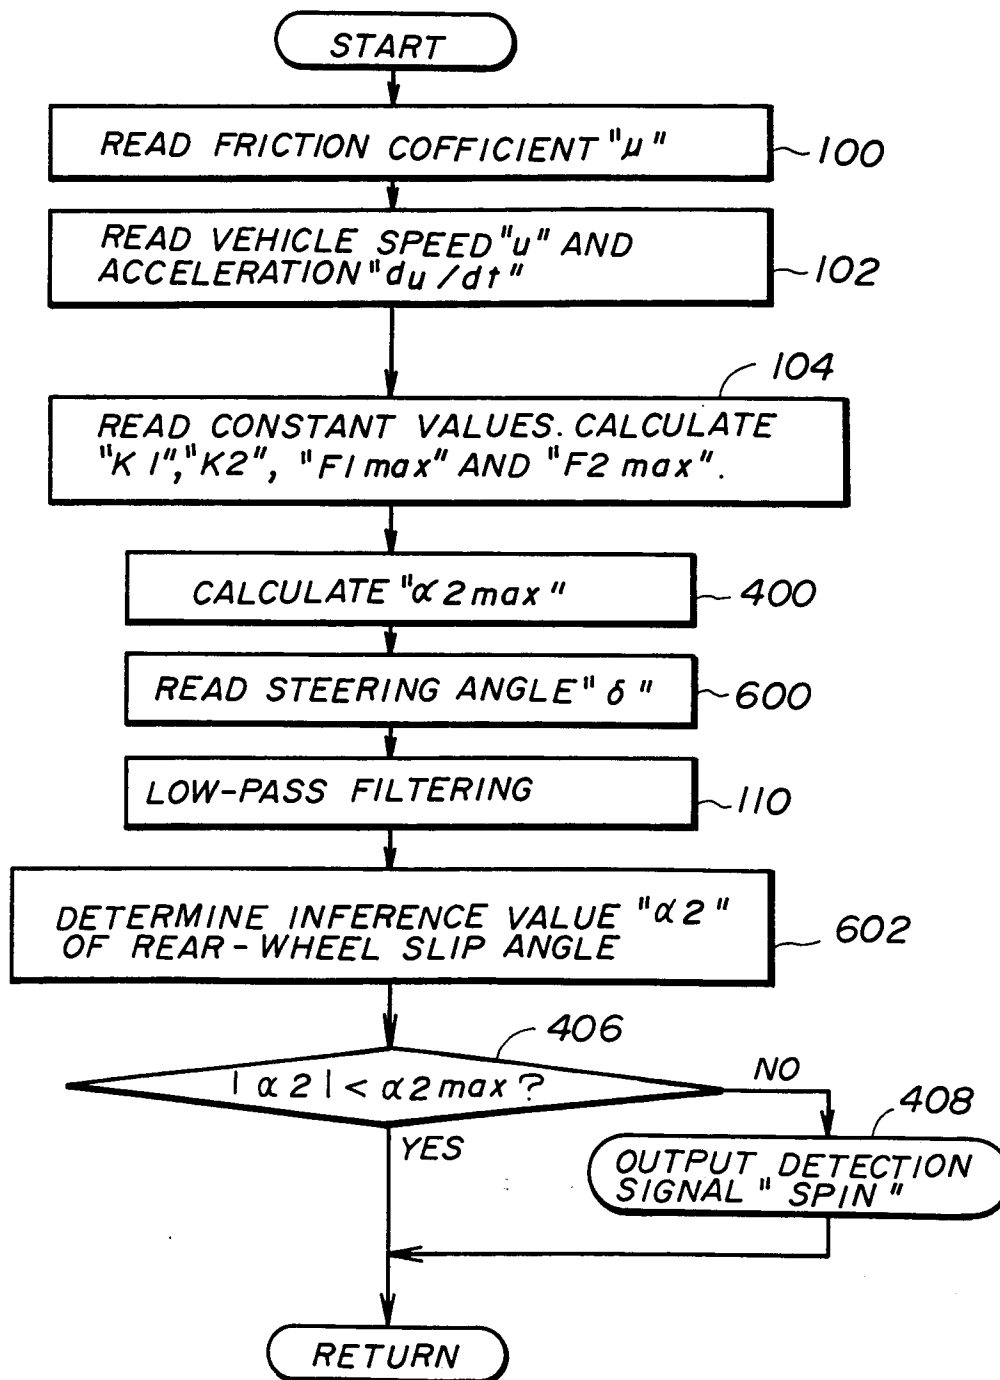 START
READ FRICTION COFFICIENT "μ"
100
READ VEHICLE SPEED "u" AND
ACCELERATION "du/dt"
102
104
READ CONSTANT VALUES. CALCULATE
"K1", "K2", "F1max" AND "F2max".
CALCULATE "α2max"
400
READ STEERING ANGLE "δ"
600
LOW-PASS FILTERING
110
DETERMINE INFERENCE VALUE "α2"
OF REAR-WHEEL SLIP ANGLE
602
406
|α2| < α2max?
NO
YES
408
OUTPUT DETECTION
SIGNAL "SPIN"
RETURN